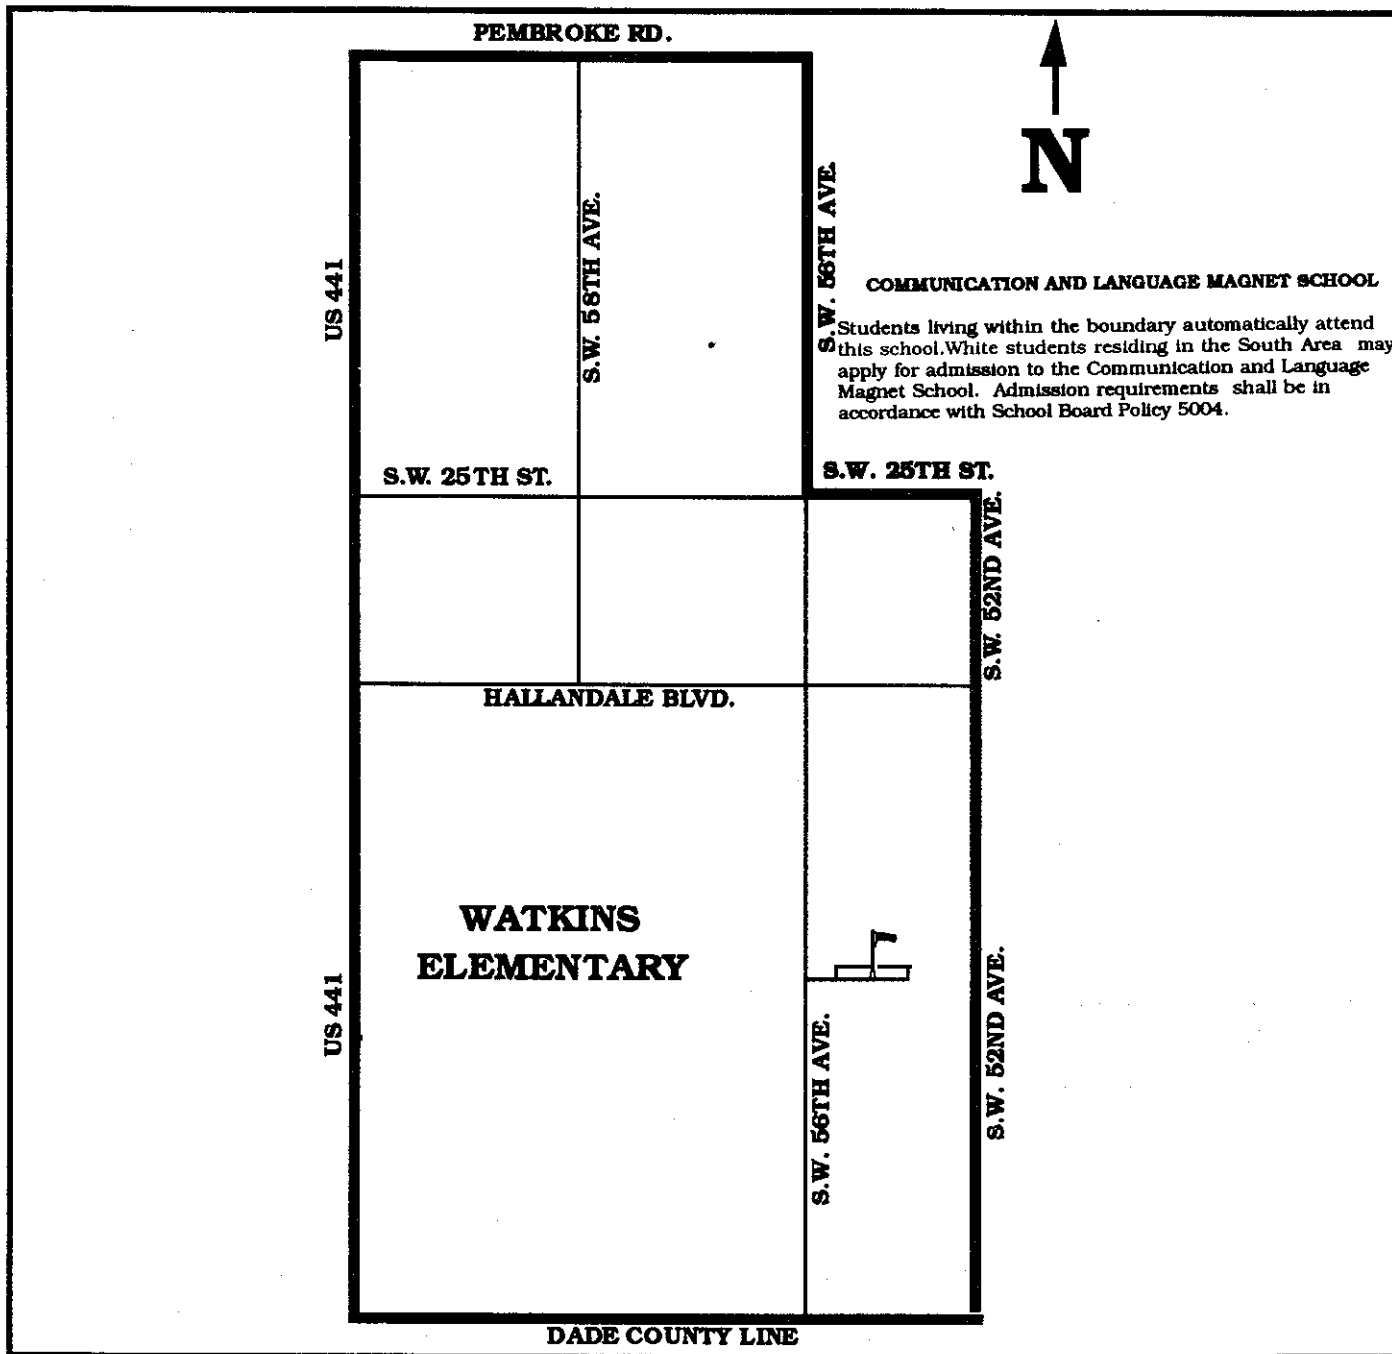 PEMBROKE RD.
N
US 441
S.W. 58TH AVE.
S.W. 56TH AVE.
COMMUNICATION AND LANGUAGE MAGNET SCHOOL
Students living within the boundary automatically attend
this school.White students residing in the South Area may
apply for admission to the Communication and Language
Magnet School. Admission requirements shall be in
accordance with School Board Policy 5004.
S.W. 25TH ST.
S.W. 25TH ST.
S.W. 52ND AVE.
HALLANDALE BLVD.
WATKINS
ELEMENTARY
US 441
S.W. 56TH AVE.
S.W. 52ND AVE.
DADE COUNTY LINE